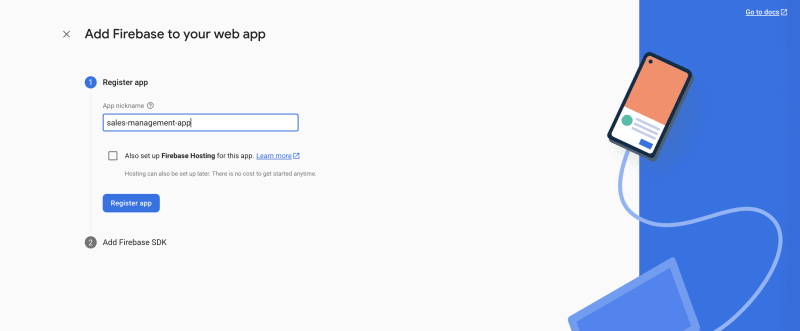 Go to docs
Add Firebase to your web app
1 Register app
App nickname
sales-management-app
Also set up Firebase Hosting for this app. Learn more
Hosting can also be set up later. There is no cost to get started anytime.
Register app
2 Add Firebase SDK